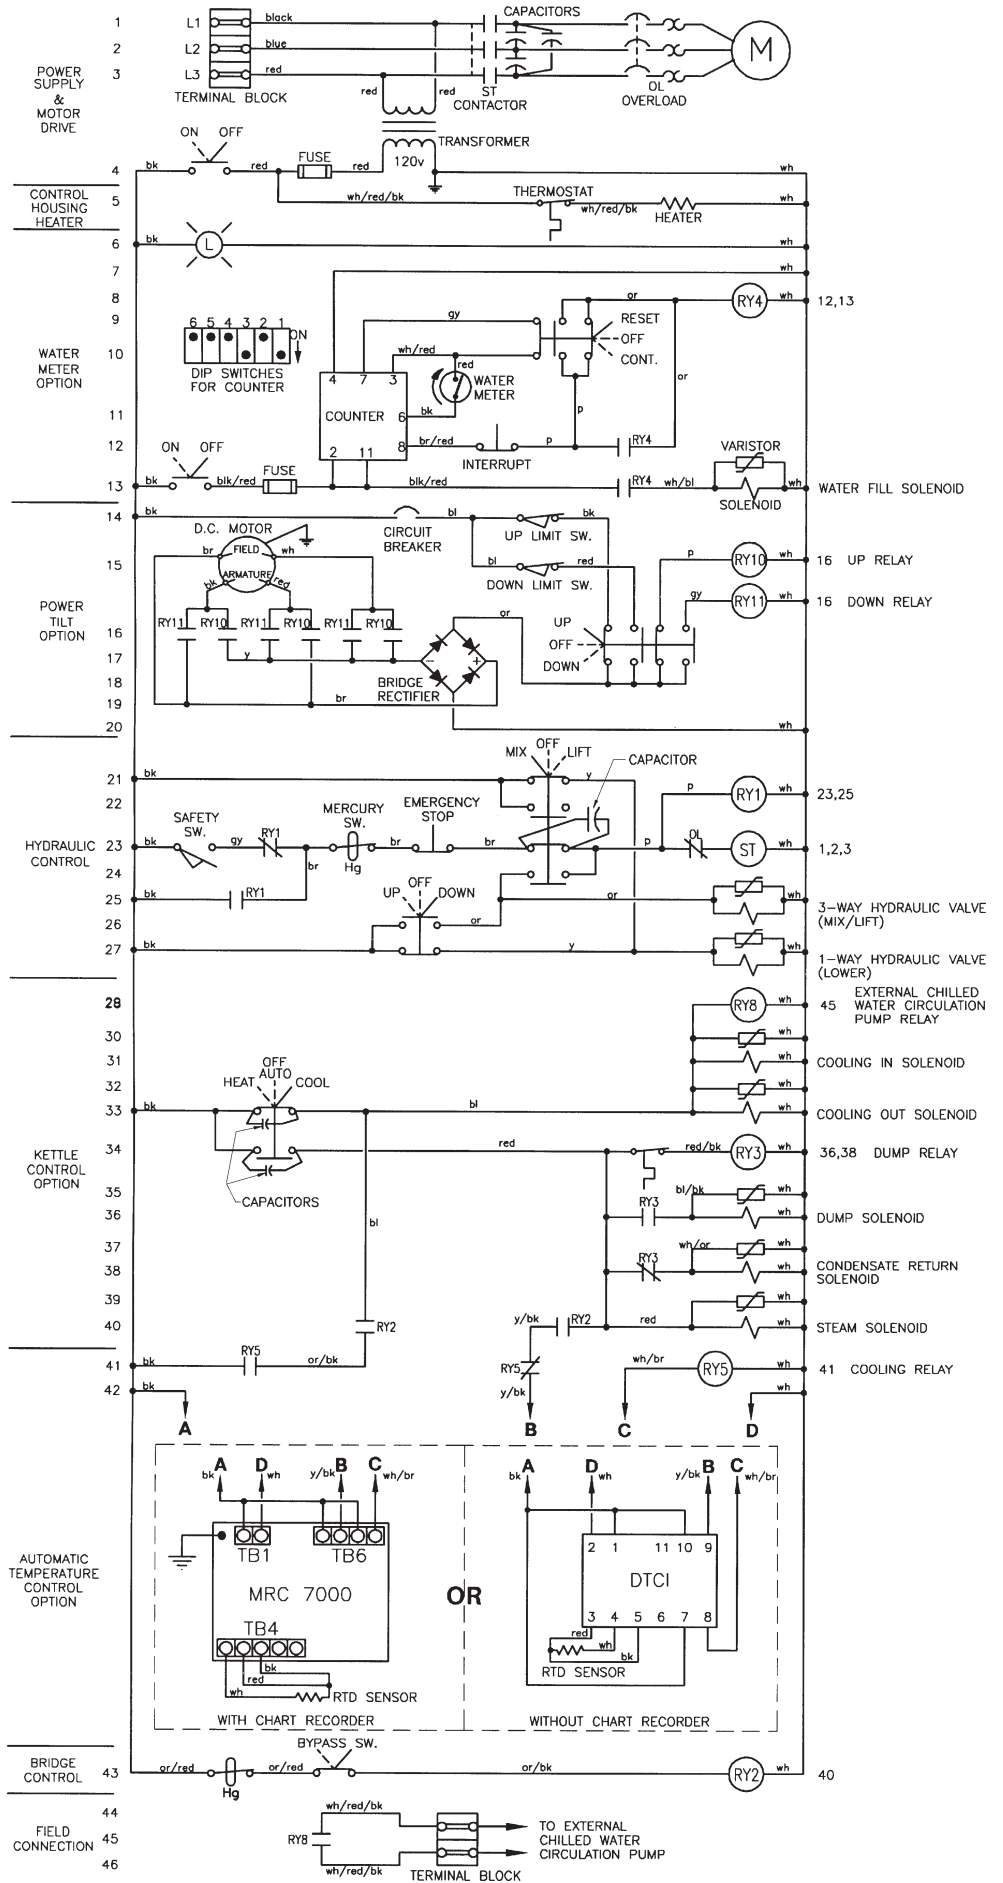 1 L1 black CAPACITORS
2 L2 blue M
3 L3 red
POWER
SUPPLY
&
MOTOR
DRIVE
TERMINAL BLOCK
red red
ST
CONTACTOR
OL
OVERLOAD
TRANSFORMER
120v
ON OFF
FUSE
4 bk red red wh
CONTROL
HOUSING
HEATER
5 wh/red/bk THERMOSTAT wh/red/bk HEATER wh
6 bk L wh
7 wh
8 or RY4 wh 12,13
9 gy RESET
OFF
CONT.
6 5 4 3 2 1
ON
DIP SWITCHES
FOR COUNTER
WATER
METER
OPTION
10 wh/red red
WATER
METER
or
4 7 3
COUNTER
11 6 bk p
12 8 br/red INTERRUPT p RY4
2 11
ON OFF
FUSE
VARISTOR
13 bk blk/red blk/red RY4 wh/bl SOLENOID wh WATER FILL SOLENOID
14 bk CIRCUIT
BREAKER
bl UP LIMIT SW. bk
D.C. MOTOR
br FIELD wh
ARMATURE
bk red
15 bl red DOWN LIMIT SW.
p RY10 wh 16 UP RELAY
gy RY11 wh 16 DOWN RELAY
POWER
TILT
OPTION
16 RY11 RY10 RY11 RY10 RY11 RY10
or
UP
OFF
DOWN
17 y - +
18 BRIDGE
RECTIFIER
19 br
20 wh
MIX OFF LIFT
CAPACITOR
21 bk y
22 p RY1 wh 23,25
HYDRAULIC
CONTROL
SAFETY
SW.
MERCURY
SW.
EMERGENCY
STOP
23 bk gy RY1 Hg br br br p OL ST wh 1,2,3
24
25 bk RY1 or wh
3-WAY HYDRAULIC VALVE
(MIX/LIFT)
UP OFF DOWN
26 or
27 bk y wh
1-WAY HYDRAULIC VALVE
(LOWER)
28 RY8 wh 45 EXTERNAL CHILLED
WATER CIRCULATION
PUMP RELAY
30 wh
31 wh COOLING IN SOLENOID
32 wh
HEAT OFF AUTO COOL
33 bk bl wh COOLING OUT SOLENOID
34 red red/bk RY3 wh 36,38 DUMP RELAY
KETTLE
CONTROL
OPTION
CAPACITORS
35 bl/bk wh
36 bl RY3 wh DUMP SOLENOID
37 wh/or wh
38 RY3 wh CONDENSATE RETURN
SOLENOID
39 wh
40 RY2 y/bk RY2 red wh STEAM SOLENOID
41 bk RY5 or/bk RY5 wh/br RY5 wh 41 COOLING RELAY
42 bk y/bk wh
A B C D
A D B C
bk wh y/bk wh/br
TB1 TB6
MRC 7000
TB4
bk
red
wh RTD SENSOR
WITH CHART RECORDER
OR
A D B C
bk wh y/bk wh/br
2 1 11 10 9
DTCI
3 4 5 6 7 8
red wh
bk
RTD SENSOR
WITHOUT CHART RECORDER
AUTOMATIC
TEMPERATURE
CONTROL
OPTION
BRIDGE
CONTROL
BYPASS SW.
43 or/red Hg or/red or/bk RY2 wh 40
FIELD
CONNECTION
44 wh/red/bk
45 RY8
46 wh/red/bk
TERMINAL BLOCK
TO EXTERNAL
CHILLED WATER
CIRCULATION PUMP